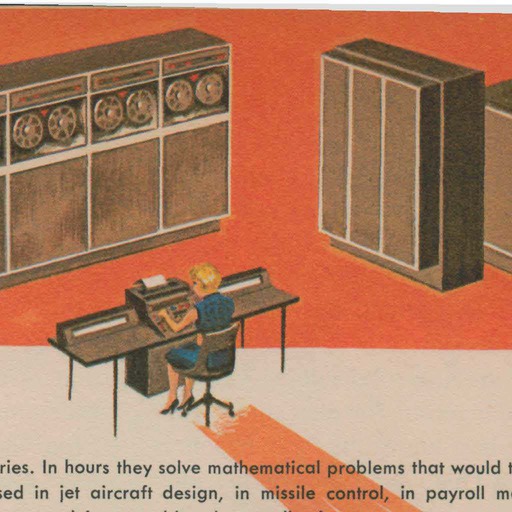 ries. In hours they solve mathematical problems that would
sed in jet aircraft design, in missile control, in payroll